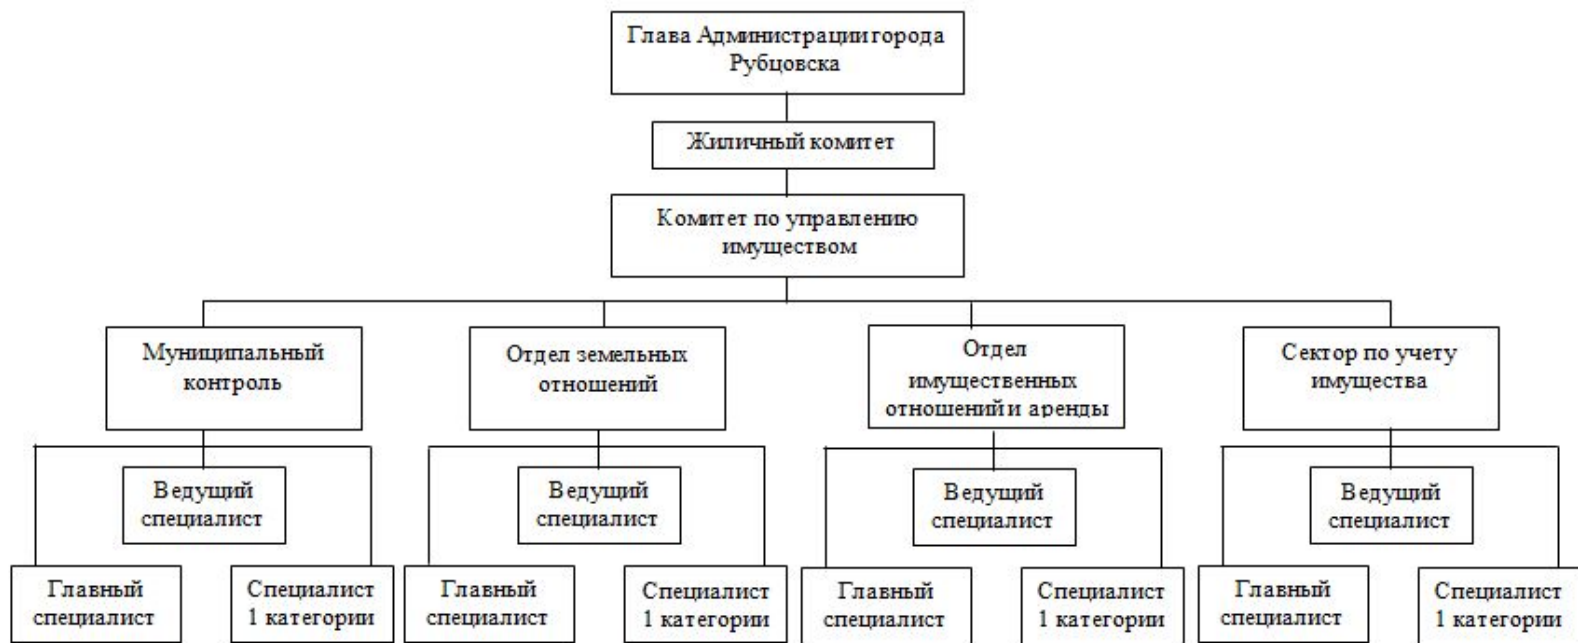 Глава Администрации города
Рубцовска
Жиличный комитет
Комитет по управлению
имуществом
Муниципальный
контроль
Отдел земельных
отношений
Отдел
имущественных
отношений и аренды
Сектор по учету
имущества
Ведущий
специалист
Ведущий
специалист
Ведущий
специалист
Ведущий
специалист
Главный
специалист
Специалист
1 категории
Главный
специалист
Специалист
1 категории
Главный
специалист
Специалист
1 категории
Главный
специалист
Специалист
1 категории